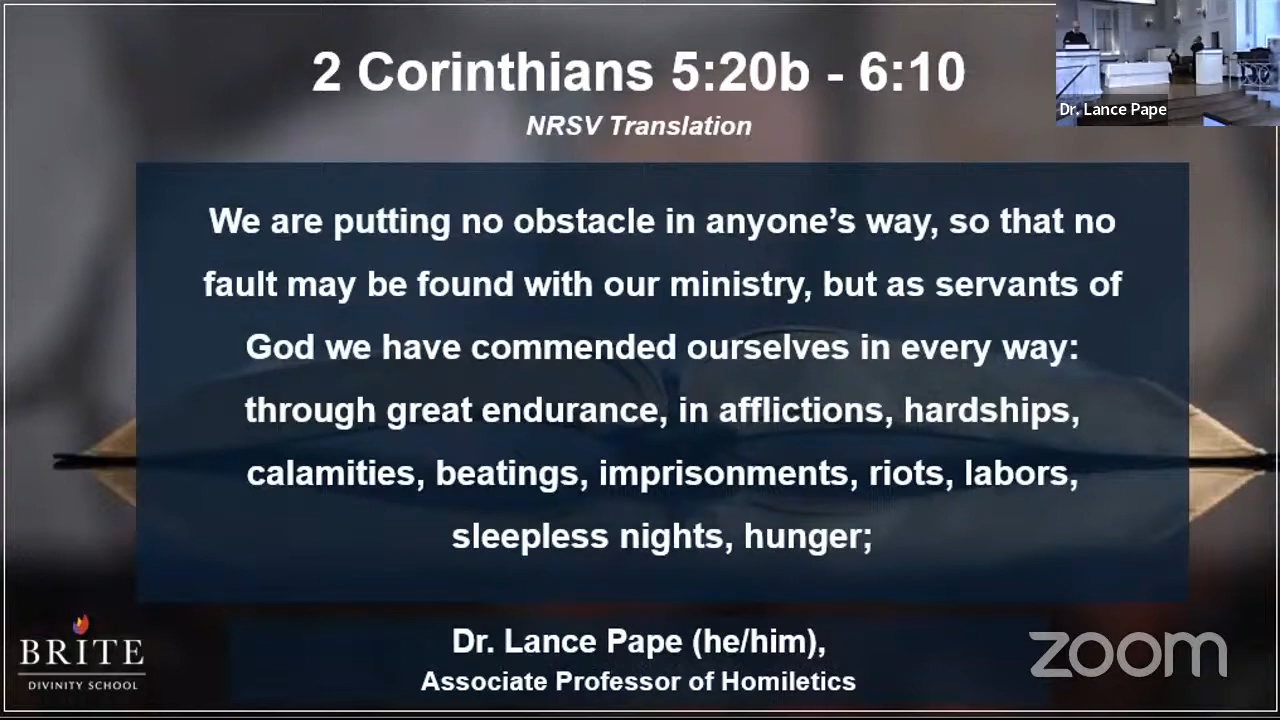 2 Corinthians 5:20b - 6:10
NRSV Translation
Dr. Lance Pape
We are putting no obstacle in anyone’s way, so that no
fault may be found with our ministry, but as servants of
God we have commended ourselves in every way:
through great endurance, in afflictions, hardships,
calamities, beatings, imprisonments, riots, labors,
sleepless nights, hunger;
Dr. Lance Pape (he/him),
Associate Professor of Homiletics
BRITE
DIVINITY SCHOOL
zoom